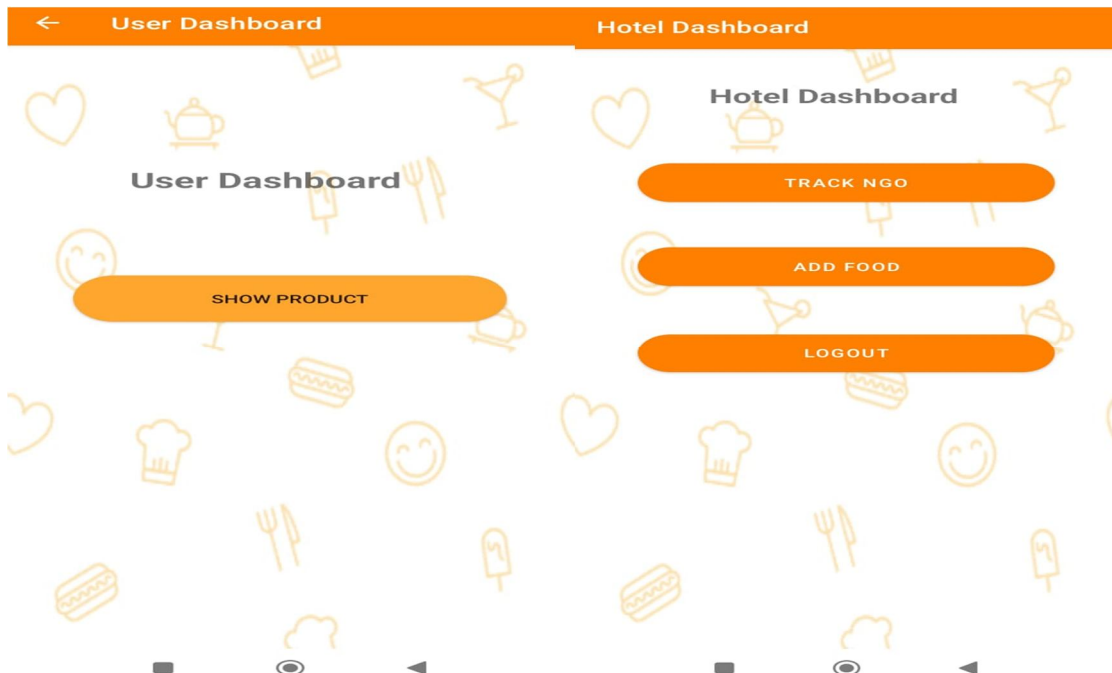 User Dashboard
User Dashboard
SHOW PRODUCT
Hotel Dashboard
Hotel Dashboard
TRACK NGO
ADD FOOD
LOGOUT